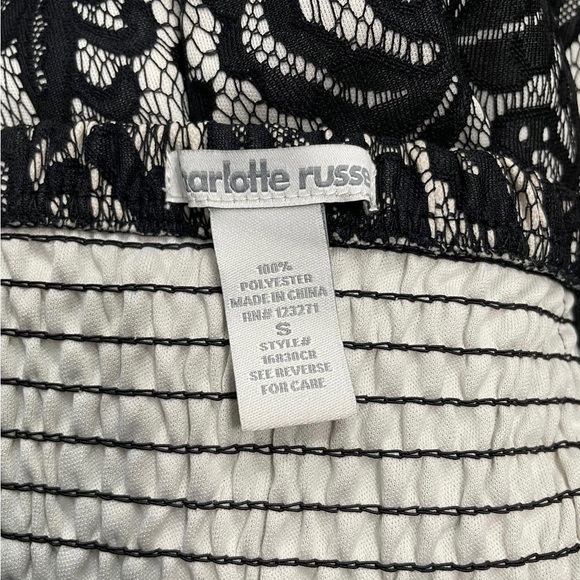 harlotte russe
100%
POLYESTER
MADE IN CHINA
RN# 123271
S
STYLE#
16830CR
SEE REVERSE
FOR CARE